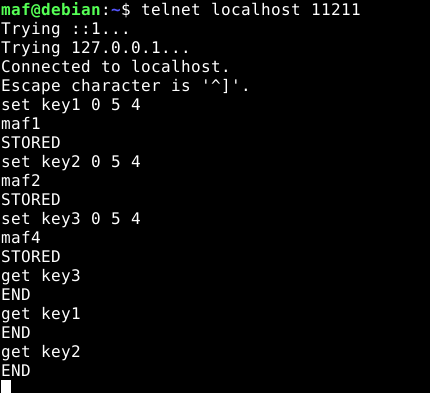 maf@debian:~$ telnet localhost 11211
Trying ::1...
Trying 127.0.0.1...
Connected to localhost.
Escape character is '^]'.
set key1 0 5 4
maf1
STORED
set key2 0 5 4
maf2
STORED
set key3 0 5 4
maf4
STORED
get key3
END
get key1
END
get key2
END